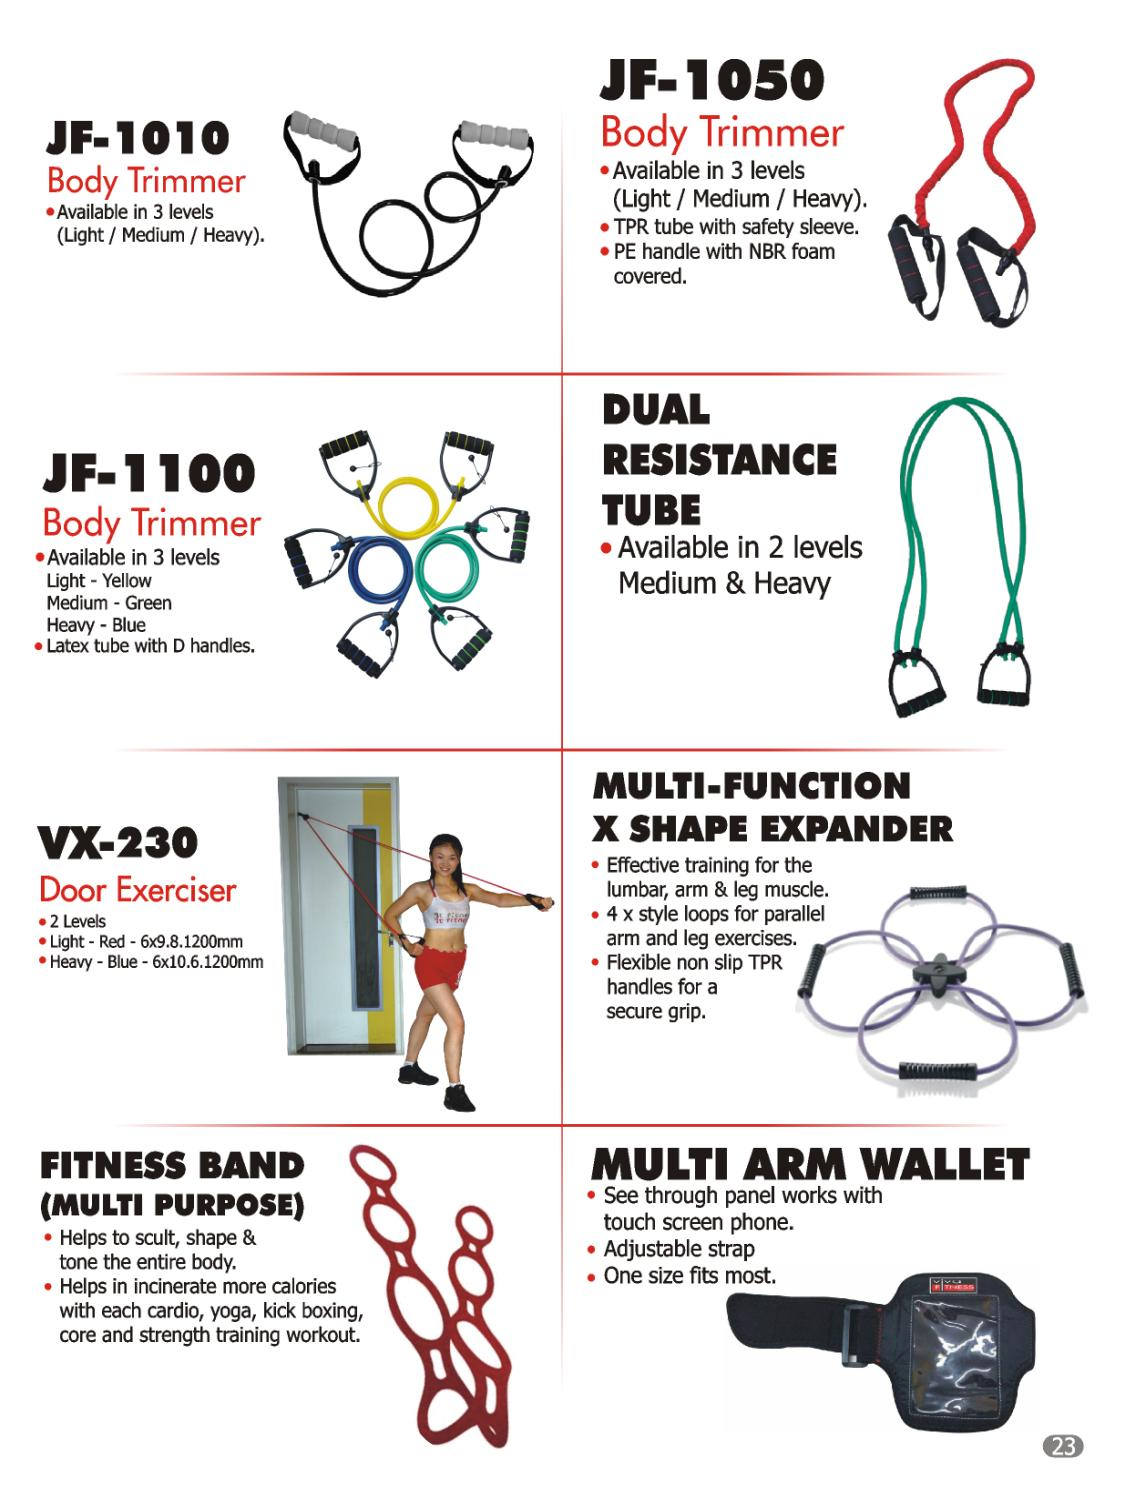 JF-1010
Body Trimmer
• Available in 3 levels
(Light / Medium / Heavy).
JF-1050
Body Trimmer
• Available in 3 levels
(Light / Medium / Heavy).
• TPR tube with safety sleeve.
• PE handle with NBR foam
covered.
JF-1100
Body Trimmer
• Available in 3 levels
Light - Yellow
Medium - Green
Heavy - Blue
• Latex tube with D handles.
DUAL
RESISTANCE
TUBE
• Available in 2 levels
Medium & Heavy
VX-230
Door Exerciser
• 2 Levels
• Light - Red - 6x9.8.1200mm
• Heavy - Blue - 6x10.6.1200mm
MULTI-FUNCTION
X SHAPE EXPANDER
• Effective training for the
lumbar, arm & leg muscle.
• 4 x style loops for parallel
arm and leg exercises.
• Flexible non slip TPR
handles for a
secure grip.
FITNESS BAND
(MULTI PURPOSE)
• Helps to scult, shape &
tone the entire body.
• Helps in incinerate more calories
with each cardio, yoga, kick boxing,
core and strength training workout.
MULTI ARM WALLET
• See through panel works with
touch screen phone.
• Adjustable strap
• One size fits most.
FITNESS
23